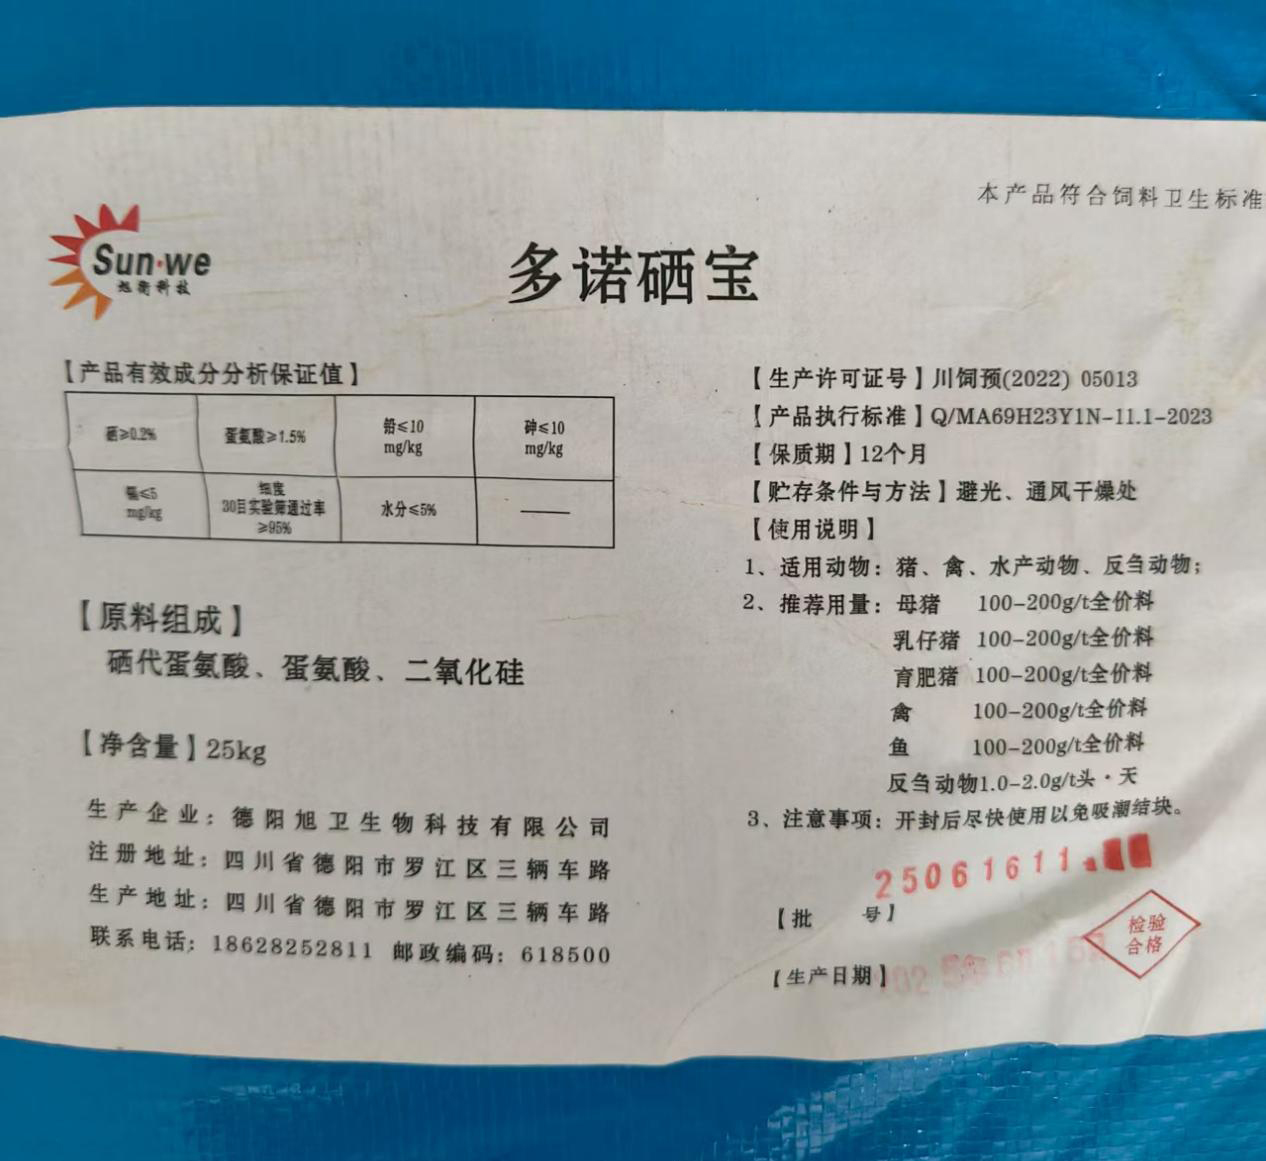 本产品符合饲料卫生标准
Sun·we
旭衡科技
多诺硒宝
【产品有效成分分析保证值】
硒≥0.2%
蛋氨酸≥1.5%
铅≤10
mg/kg
砷≤10
mg/kg
镉≤5
mg/kg
细度
30目实验筛通过率
≥95%
水分≤5%
——
【原料组成】
硒代蛋氨酸、蛋氨酸、二氧化硅
【净含量】25kg
生产企业：德阳旭卫生物科技有限公司
注册地址：四川省德阳市罗江区三辆车路
生产地址：四川省德阳市罗江区三辆车路
联系电话：18628252811 邮政编码：618500
【生产许可证号】川饲预(2022) 05013
【产品执行标准】Q/MA69H23Y1N-11.1-2023
【保质期】12个月
【贮存条件与方法】避光、通风干燥处
【使用说明】
1、适用动物：猪、禽、水产动物、反刍动物；
2、推荐用量：母猪 100-200g/t全价料
乳仔猪 100-200g/t全价料
育肥猪 100-200g/t全价料
禽 100-200g/t全价料
鱼 100-200g/t全价料
反刍动物1.0-2.0g/t头·天
3、注意事项：开封后尽快使用以免吸潮结块。
25061611
【批 号】
检验
合格
【生产日期】